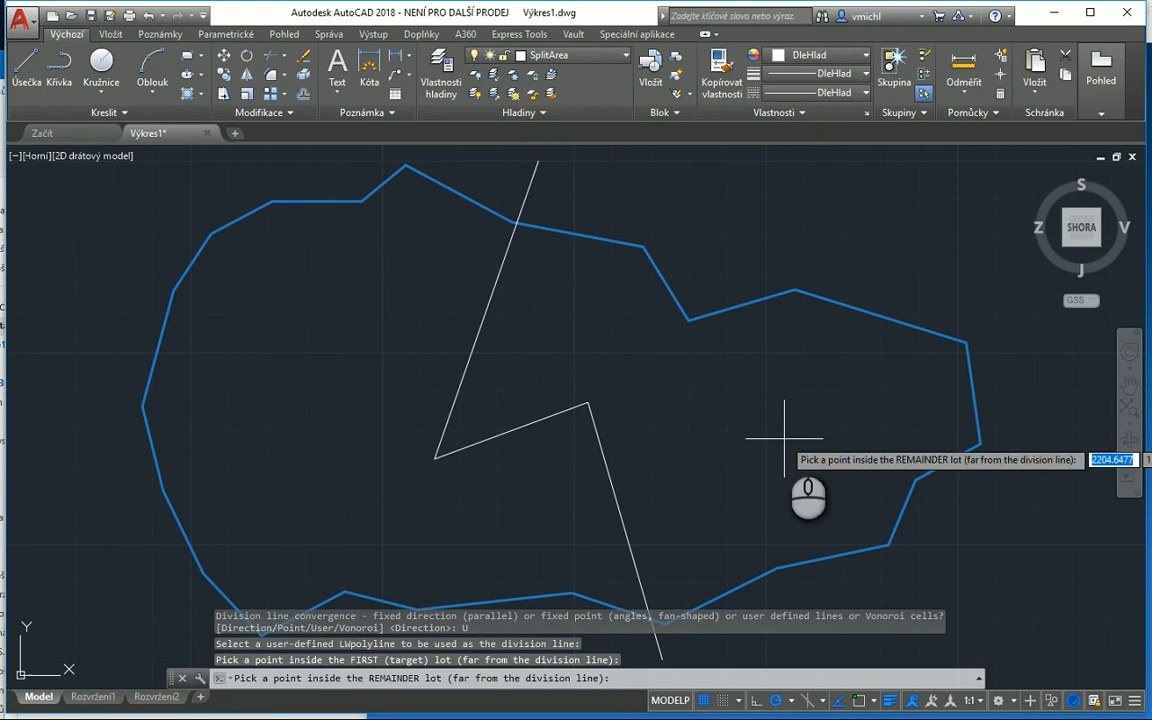 Autodesk AutoCAD 2018 - NENÍ PRO DALŠÍ PRODEJ Výkres1.dwg
Zadejte klíčové slovo nebo výraz.
vmichl
Výchozí Vložit Poznámky Parametrické Pohled Správa Výstup Doplňky A360 Express Tools Vault Speciální aplikace
SplitArea
DleHlad
DleHlad
DleHlad
Úsečka Křivka Kružnice Oblouk
Text Kóta
Vlastnosti hladiny
Vložit
Kopírovat vlastnosti
Skupina
Odměřit
Vložit
Pohled
Kreslit Modifikace Poznámka Hladiny Blok Vlastnosti Skupiny Pomůcky Schránka
Začít Výkres1*
[−][Horní][2D drátový model]
S
Z SHORA V
J
GSS
Pick a point inside the REMAINDER lot (far from the division line): 2204.6477 1
Division line convergence - fixed direction (parallel) or fixed point (angles, fan-shaped) or user defined lines or Vonoroi cells?
[Direction/Point/User/Vonoroi] <Direction>: U
Select a user-defined LWpolyline to be used as the division line:
Pick a point inside the FIRST (target) lot (far from the division line):
Y
X
Pick a point inside the REMAINDER lot (far from the division line):
Model Rozvržení1 Rozvržení2 +
MODELP
1:1